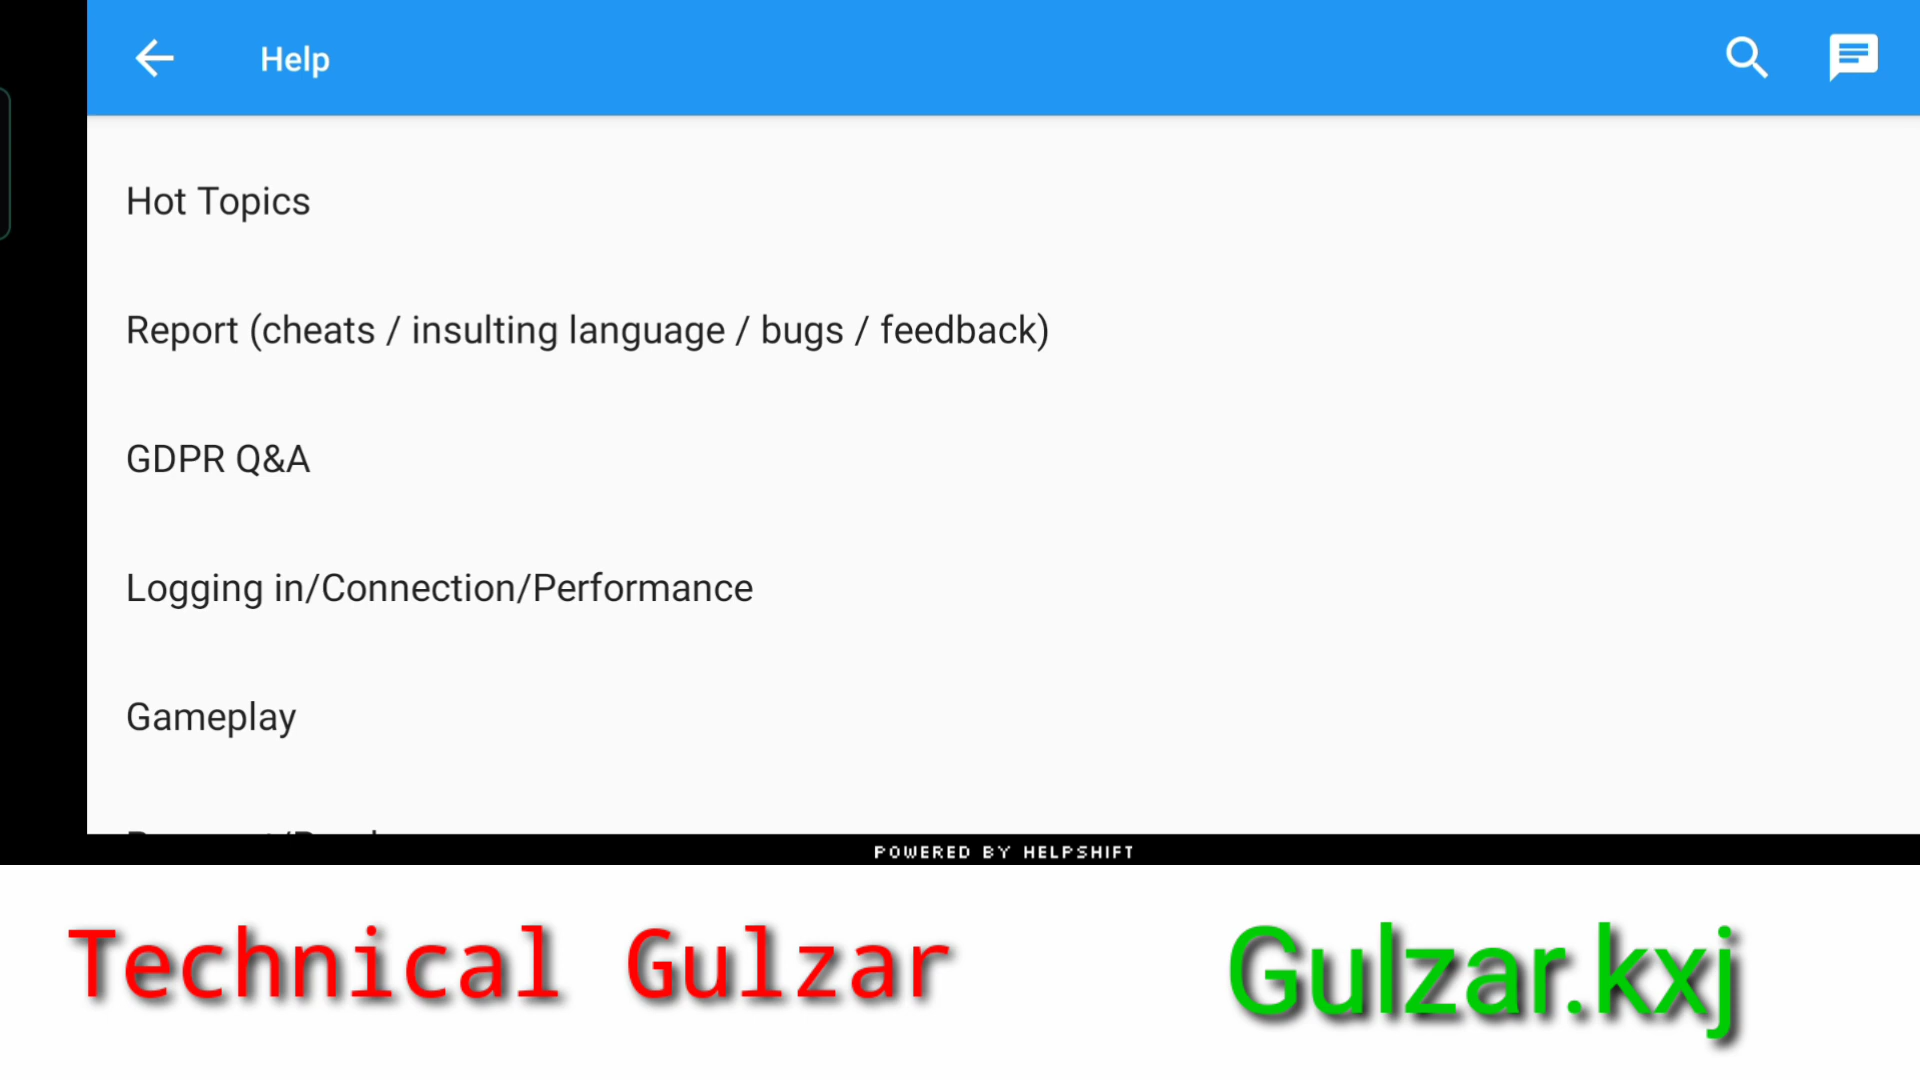 Help
Hot Topics
Report (cheats / insulting language / bugs / feedback)
GDPR Q&A
Logging in/Connection/Performance
Gameplay
POWERED BY HELPSHIFT
Technical Gulzar
Gulzar.kxj